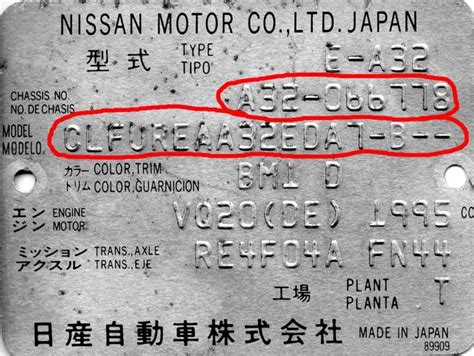 NISSAN MOTOR CO.,LTD.JAPAN
型式 TYPE TIPO E-A32
CHASSIS NO. NO DE CHASIS A32-066778
MODEL MODELO. CLFUREAA32EDA7-B--
カラー COLOR,TRIM
トリム COLOR,GUARNICION BM1 D
エンジン ENGINE MOTOR VQ20(DE) 1995 CC
ミッション TRANS.,AXLE
アクスル TRANS.,EJE RE4F04A FN44
工場 PLANT PLANTA T
日産自動車株式会社 MADE IN JAPAN
89909